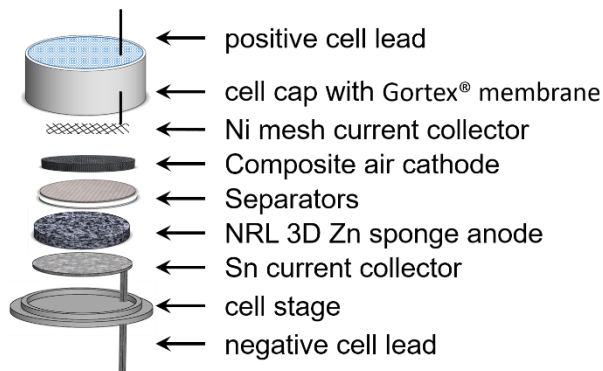 positive cell lead
cell cap with Gortex® membrane
Ni mesh current collector
Composite air cathode
Separators
NRL 3D Zn sponge anode
Sn current collector
cell stage
negative cell lead